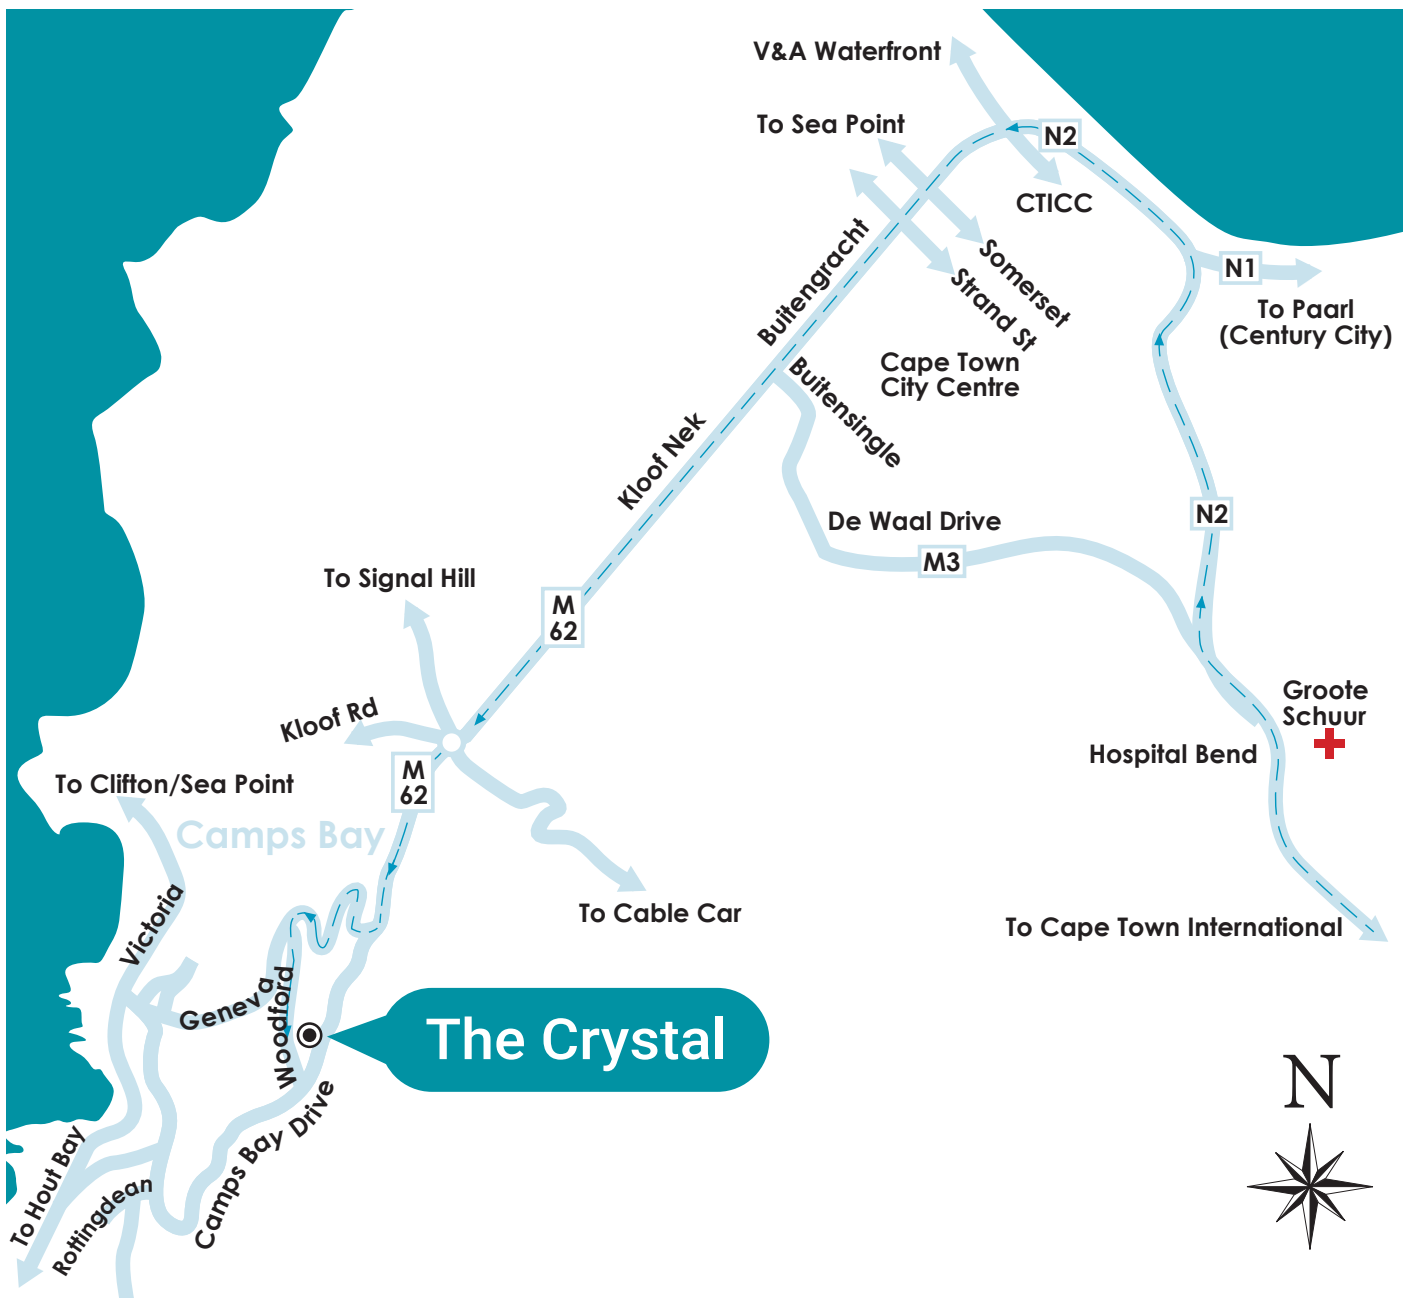 V&A Waterfront
To Sea Point
N2
CTICC
Somerset
Strand St
N1
To Paarl
(Century City)
Buitengracht
Cape Town
City Centre
Buitensingle
Kloof Nek
N2
De Waal Drive
M3
To Signal Hill
M
62
Groote
Schuur
Kloof Rd
Hospital Bend
M
62
To Clifton/Sea Point
Camps Bay
To Cable Car
To Cape Town International
Victoria
Geneva
Woodford
The Crystal
Camps Bay Drive
To Hout Bay
Rottingdean
N